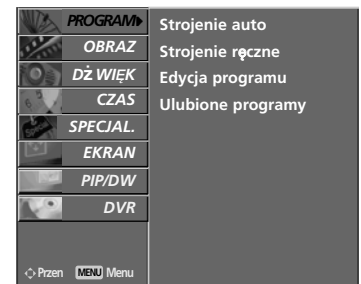 PROGRAM
OBRAZ
DŻWIĘK
CZAS
SPECJAL.
EKRAN
PIP/DW
DVR
Przen MENU Menu
Strojenie auto
Strojenie ręczne
Edycja programu
Ulubione programy